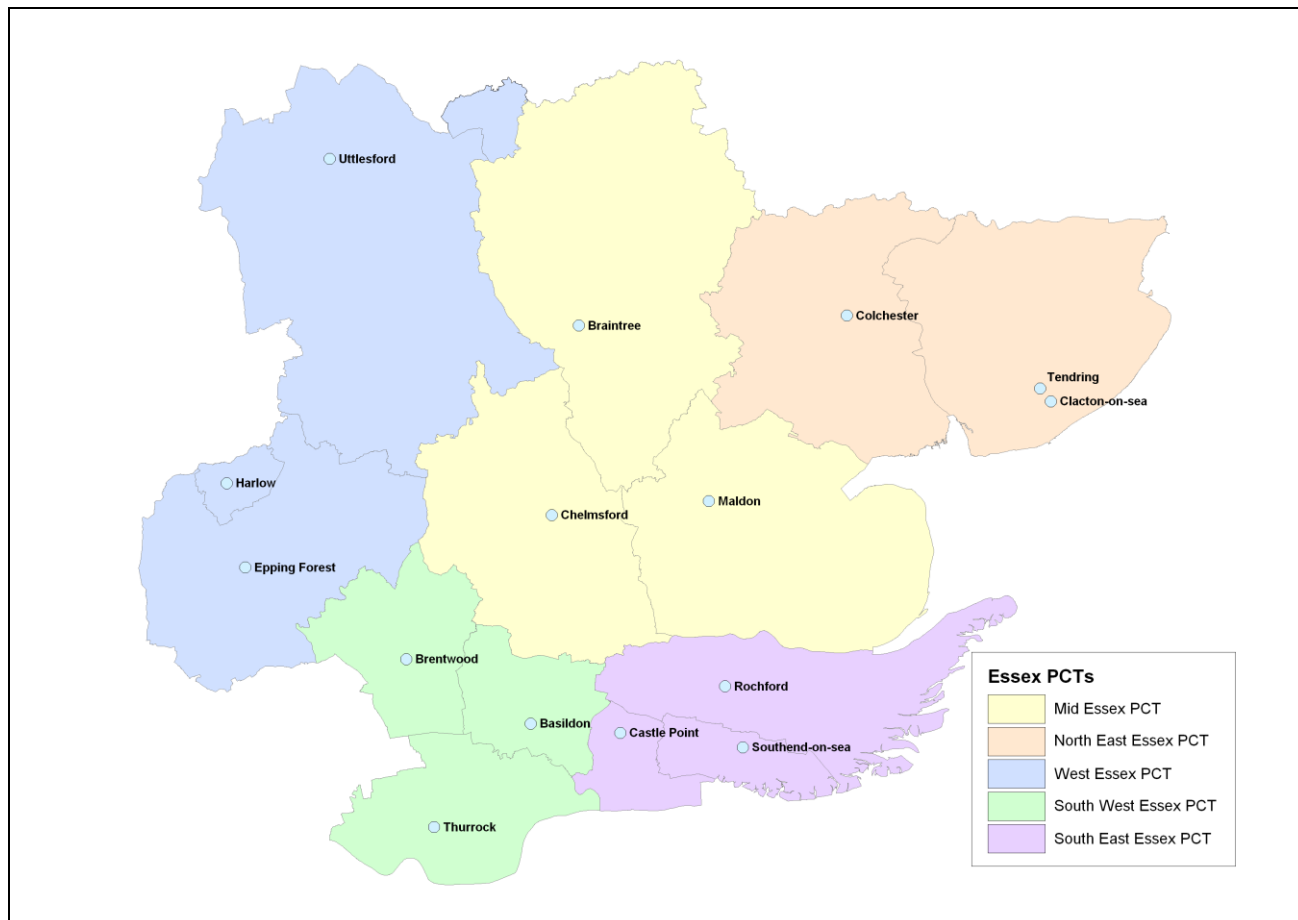 Uttlesford
Braintree
Colchester
Tendring
Clacton-on-sea
Harlow
Chelmsford
Maldon
Epping Forest
Brentwood
Rochford
Basildon
Castle Point
Southend-on-sea
Thurrock
Essex PCTs
Mid Essex PCT
North East Essex PCT
West Essex PCT
South West Essex PCT
South East Essex PCT